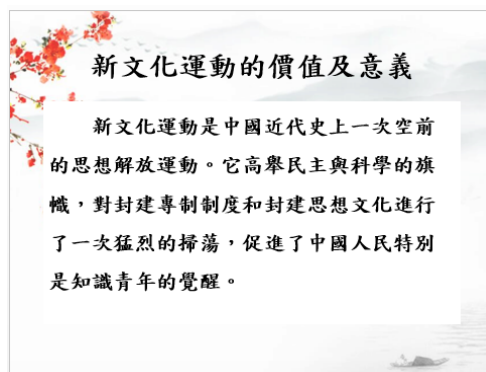 新文化運動的價值及意義
新文化運動是中國近代史上一次空前
的思想解放運動。它高舉民主與科學的旗
幟，對封建專制制度和封建思想文化進行
了一次猛烈的掃蕩，促進了中國人民特別
是知識青年的覺醒。